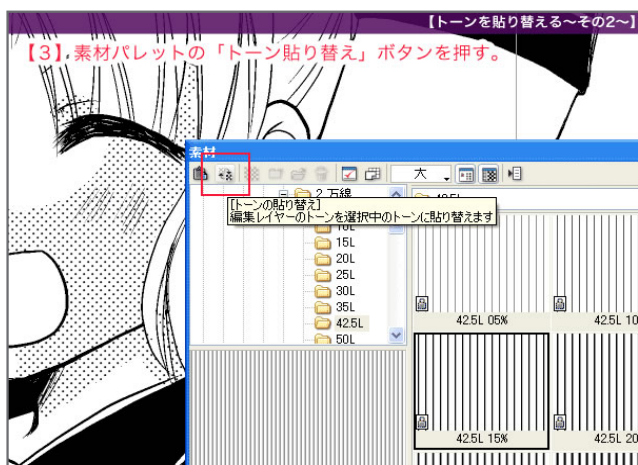 【トーンを貼り替える〜その2〜】
【3】,素材パレットの「トーン貼り替え」ボタンを押す。
素材
大
2 万線
[トーンの貼り替え]
編集レイヤーのトーンを選択中のトーンに貼り替えます
10L
15L
20L
25L
30L
35L
42.5L
50L
42.5L 05%
42.5L 10
42.5L 15%
42.5L 20